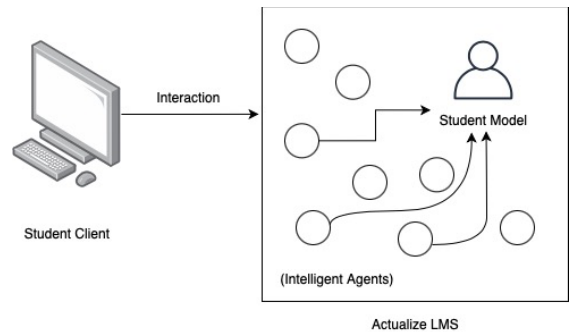 Interaction
Student Model
Student Client
(Intelligent Agents)
Actualize LMS